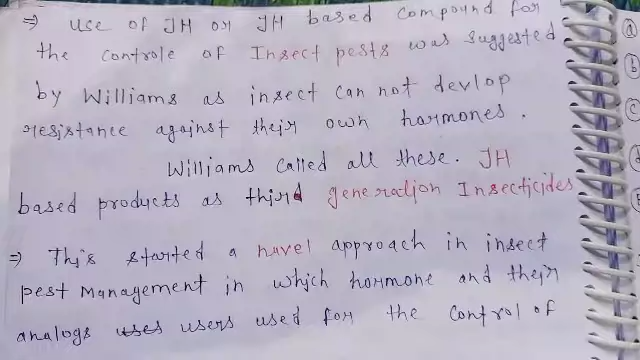 ⇒ use of JH or JH based compound for
the controle of Insect pests was suggested
by Williams as insect can not devlop
resistance against their own hormones.
Williams called all these. JH
based products as third generation Insecticides
⇒ This started a navel approach in insect
pest Management in which hormone and their
analogs uses users used for the control of
a
b
c
d